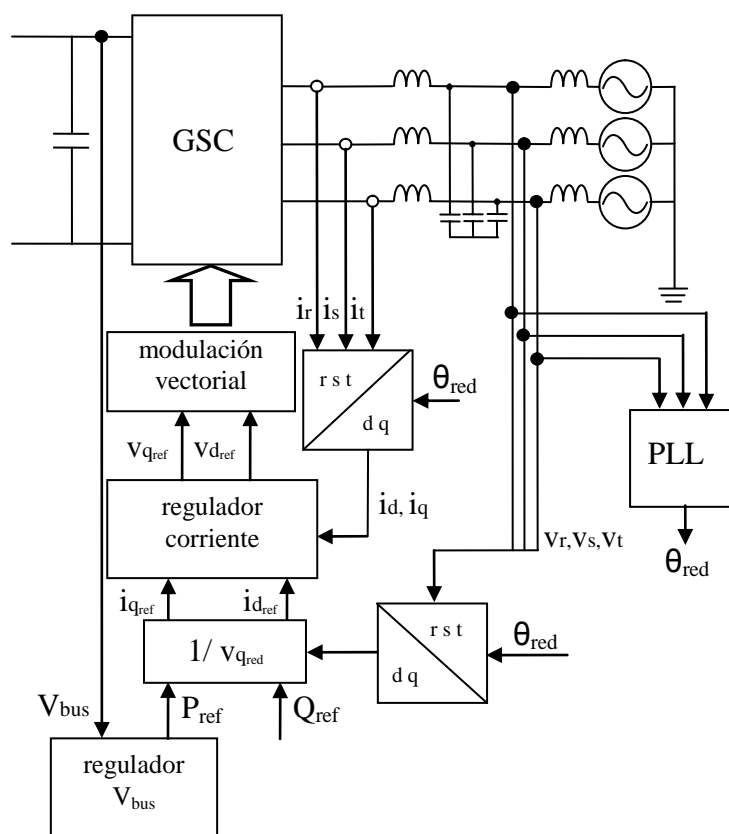 GSC
ir is it
modulación
vectorial
r s t
d q
θred
vqref vdref
PLL
regulador
corriente
id, iq
vr,vs,vt
θred
iqref idref
r s t
d q
θred
1/ vqred
Vbus
Pref Qref
regulador
Vbus